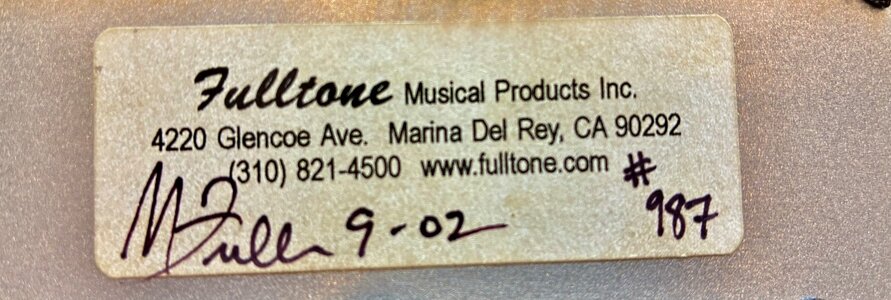 Fulltone Musical Products Inc.
4220 Glencoe Ave. Marina Del Rey, CA 90292
(310) 821-4500 www.fulltone.com #
M Fuller 9-02 987